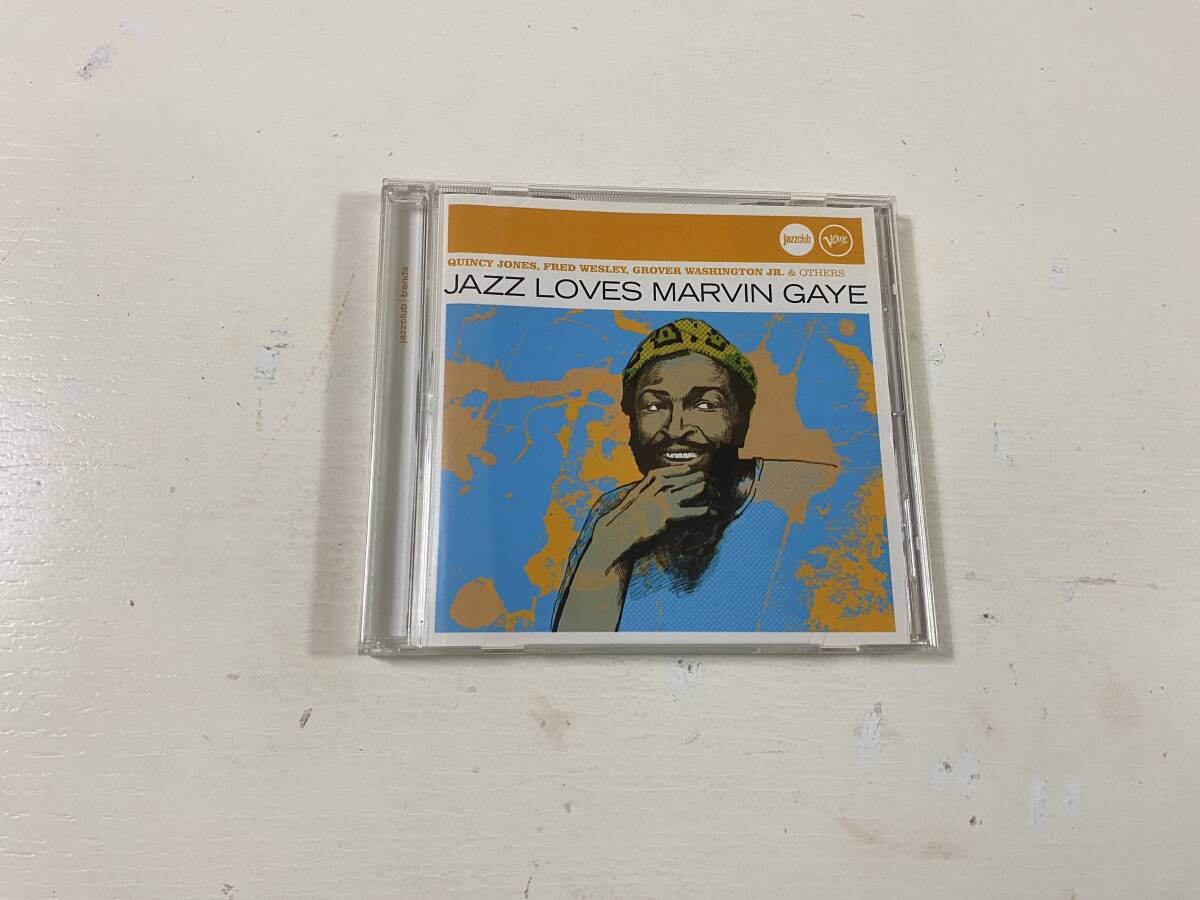 jazzclub
Verve
QUINCY JONES, FRED WESLEY, GROVER WASHINGTON JR. & OTHERS
JAZZ LOVES MARVIN GAYE
jazzclub | trends